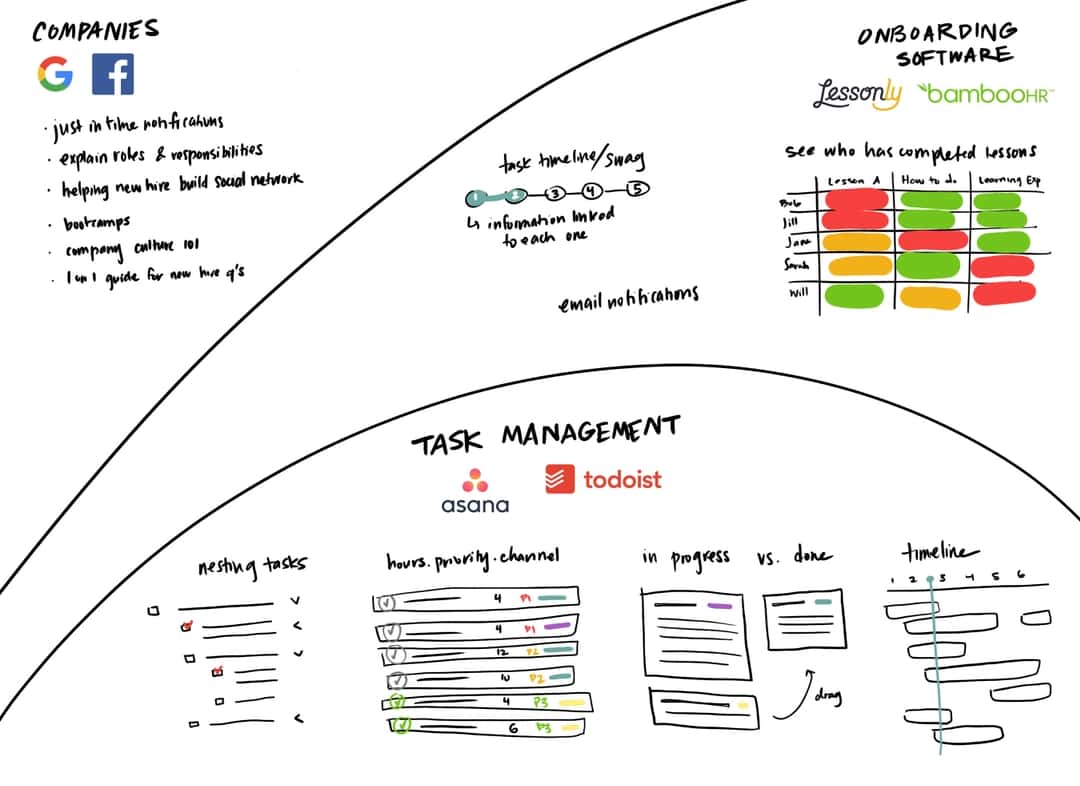 COMPANIES
G f
· just in time notifications
· explain roles & responsibilities
· helping new hire build social network
· bootcamps
· company culture 101
· 1 on 1 guide for new hire q's
task timeline/swag
1 2 3 4 5
↳ information linked
to each one
email notifications
ONBOARDING
SOFTWARE
Lessonly bambooHR™
see who has completed lessons
Lesson A How to do Learning Exp
Bob
Jill
Jane
Sarah
Will
TASK MANAGEMENT
asana todoist
nesting tasks
hours. priority. channel
4 P1
4 P1
12 P2
10 P2
4 P3
6 P3
in progress vs. done
drag
timeline
1 2 3 4 5 6